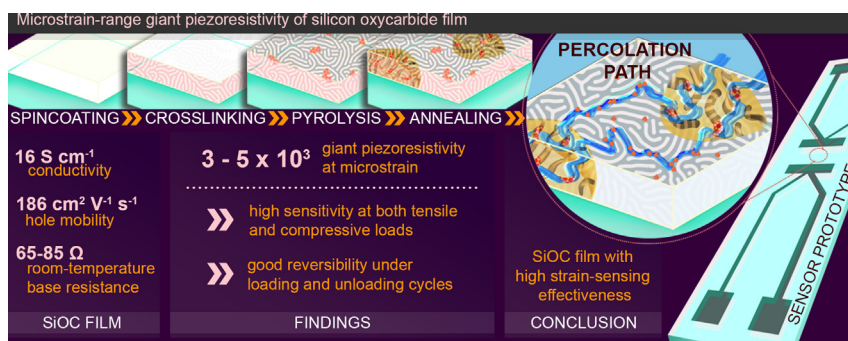 Microstrain-range giant piezoresistivity of silicon oxycarbide film
SPINCOATING
CROSSLINKING
PYROLYSIS
ANNEALING
PERCOLATION
PATH
16 S cm⁻¹
conductivity
186 cm² V⁻¹ s⁻¹
hole mobility
65-85 Ω
room-temperature
base resistance
SiOC FILM
3 - 5 x 10³
giant piezoresistivity
at microstrain
high sensitivity at both tensile
and compressive loads
good reversibility under
loading and unloading cycles
FINDINGS
SiOC film with
high strain-sensing
effectiveness
CONCLUSION
SENSOR PROTOTYPE